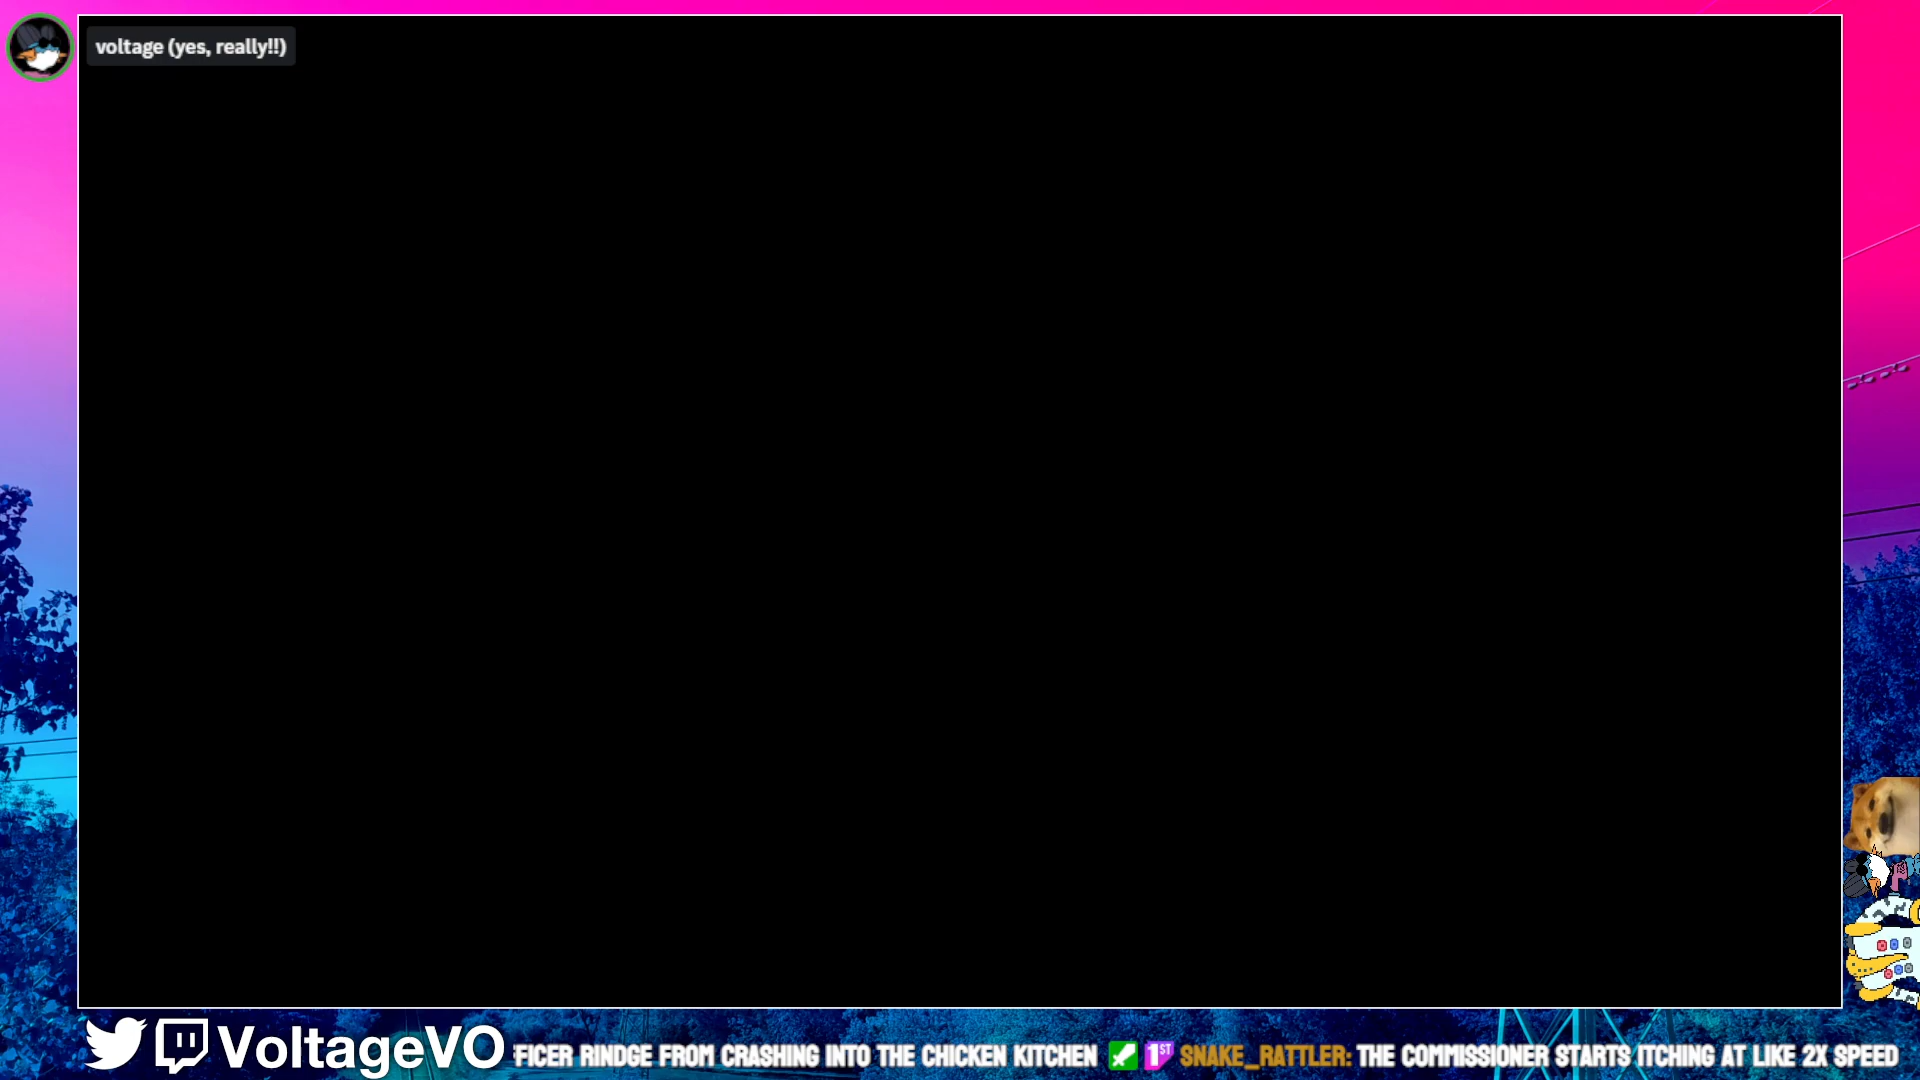 voltage (yes, really!!)
VoltageVO
FICER RINDGE FROM CRASHING INTO THE CHICKEN KITCHEN 1ST SNAKE_RATTLER: THE COMMISSIONER STARTS ITCHING AT LIKE 2X SPEED